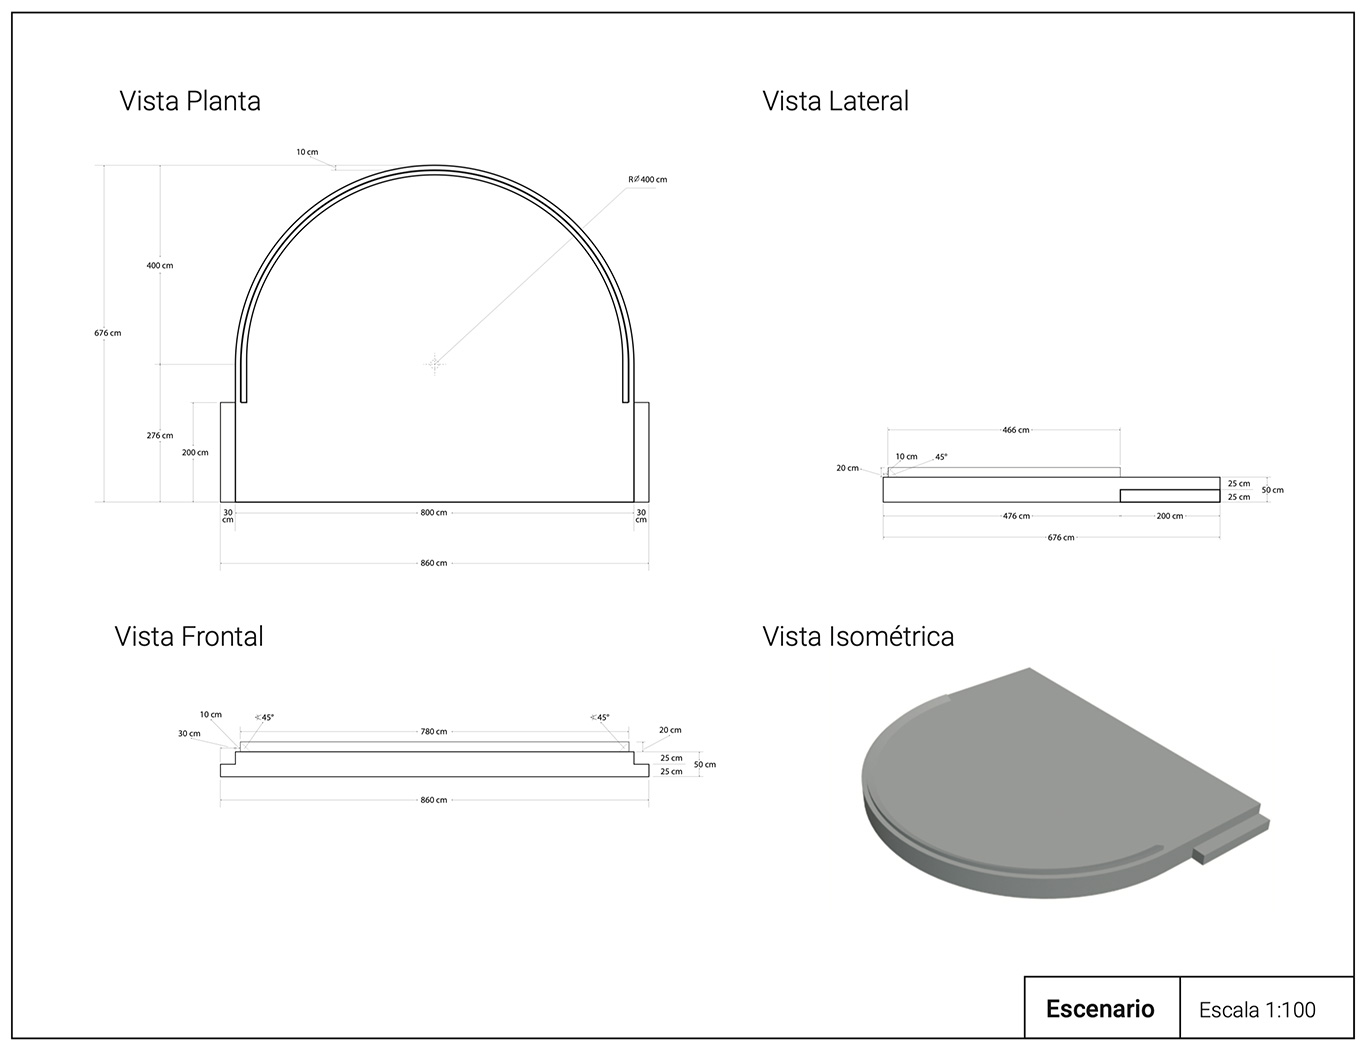 Vista Planta
10 cm
RØ400 cm
400 cm
676 cm
276 cm
200 cm
30
cm
800 cm
30
cm
860 cm
Vista Lateral
466 cm
10 cm
45°
20 cm
25 cm
25 cm
50 cm
476 cm
200 cm
676 cm
Vista Frontal
10 cm
30 cm
∢45°
780 cm
∢45°
20 cm
25 cm
25 cm
50 cm
860 cm
Vista Isométrica
Escenario
Escala 1:100